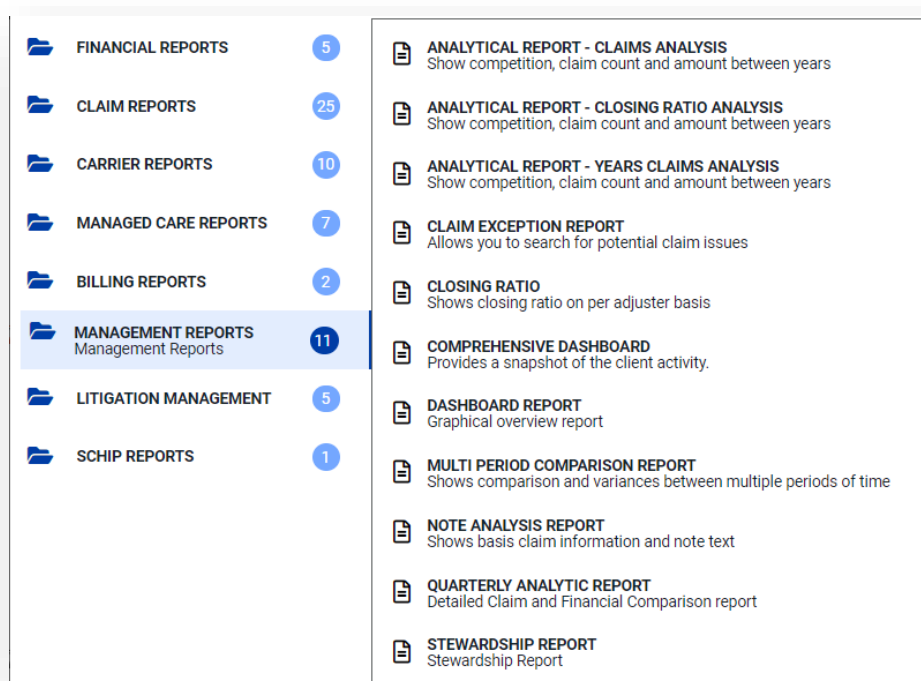 FINANCIAL REPORTS 5
CLAIM REPORTS 25
CARRIER REPORTS 10
MANAGED CARE REPORTS 7
BILLING REPORTS 2
MANAGEMENT REPORTS 11
Management Reports
LITIGATION MANAGEMENT 5
SCHIP REPORTS 1
ANALYTICAL REPORT - CLAIMS ANALYSIS
Show competition, claim count and amount between years
ANALYTICAL REPORT - CLOSING RATIO ANALYSIS
Show competition, claim count and amount between years
ANALYTICAL REPORT - YEARS CLAIMS ANALYSIS
Show competition, claim count and amount between years
CLAIM EXCEPTION REPORT
Allows you to search for potential claim issues
CLOSING RATIO
Shows closing ratio on per adjuster basis
COMPREHENSIVE DASHBOARD
Provides a snapshot of the client activity.
DASHBOARD REPORT
Graphical overview report
MULTI PERIOD COMPARISON REPORT
Shows comparison and variances between multiple periods of time
NOTE ANALYSIS REPORT
Shows basis claim information and note text
QUARTERLY ANALYTIC REPORT
Detailed Claim and Financial Comparison report
STEWARDSHIP REPORT
Stewardship Report